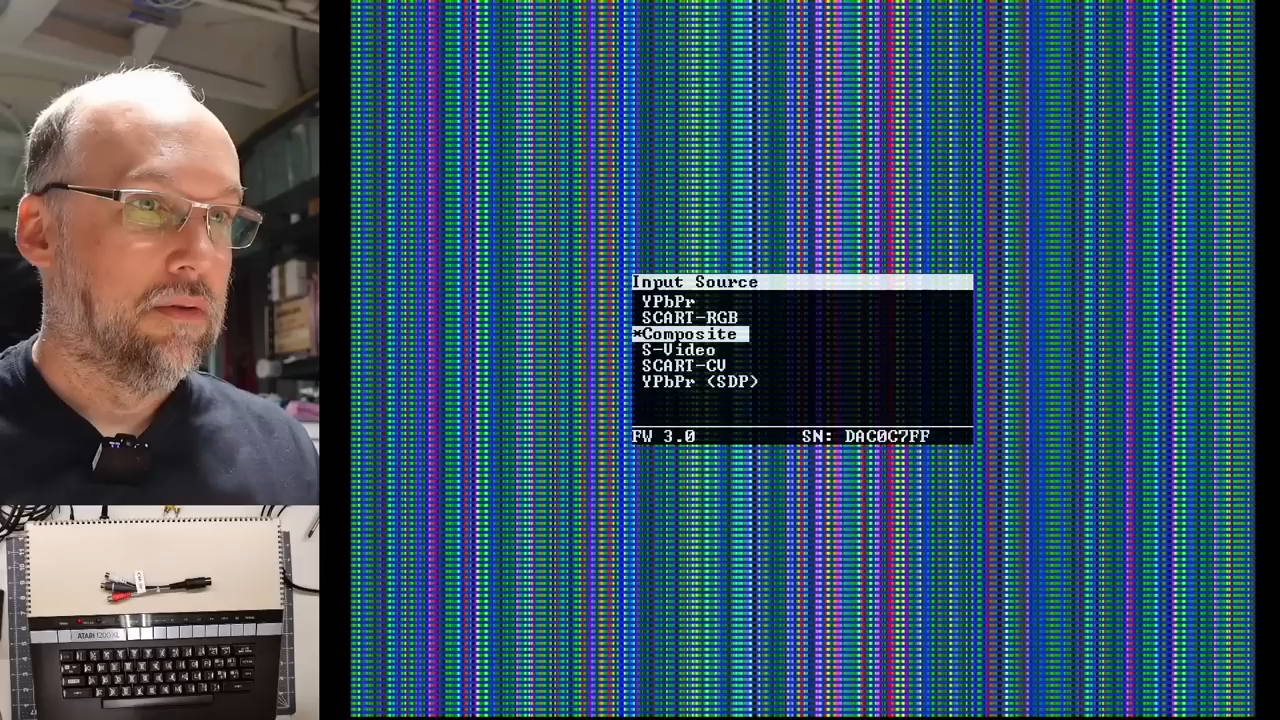 Input Source
YPbPr
SCART-RGB
*Composite
S-Video
SCART-CV
YPbPr (SDP)
FW 3.0 SN: DAC0C7FF
ATARI 1200XL